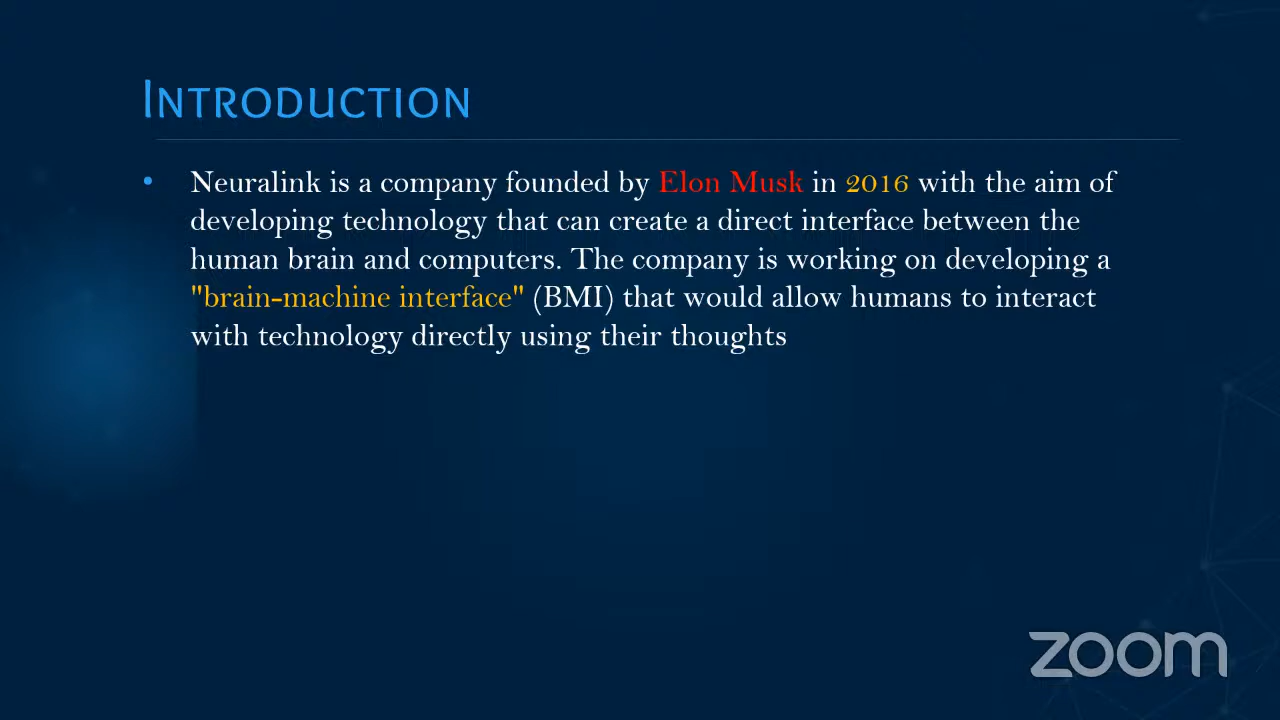 INTRODUCTION
• Neuralink is a company founded by Elon Musk in 2016 with the aim of
developing technology that can create a direct interface between the
human brain and computers. The company is working on developing a
"brain-machine interface" (BMI) that would allow humans to interact
with technology directly using their thoughts
zoom